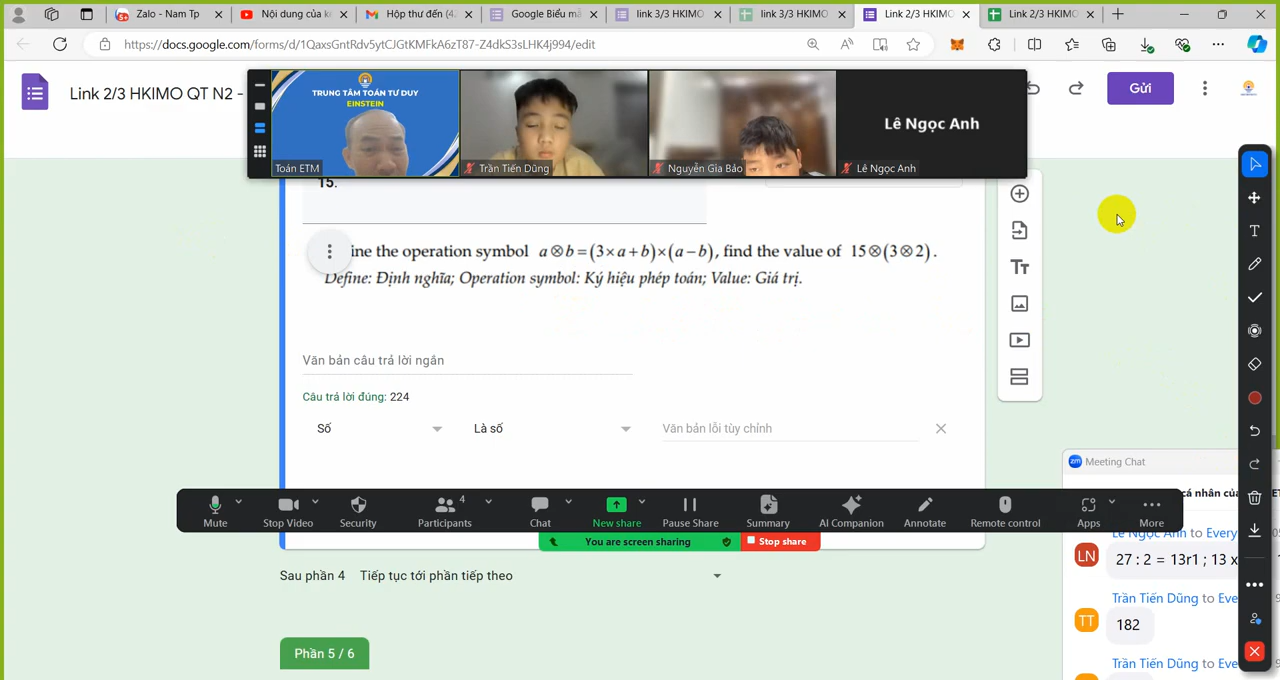 Zalo - Nam Tp
Nội dung của k
Hộp thư đến (4
Google Biểu m
link 3/3 HKIMO
link 3/3 HKIMO
Link 2/3 HKIMO
Link 2/3 HKIMO
https://docs.google.com/forms/d/1QaxsGntRdv5ytCJGtKMFkA6zT87-Z4dkS3sLHK4j994/edit
Link 2/3 HKIMO QT N2 -
Gửi
TRUNG TÂM TOÁN TƯ DUY
EINSTEIN
Toán ETM
Trần Tiến Dũng
Nguyễn Gia Bảo
Lê Ngọc Anh
Lê Ngọc Anh
15.
ine the operation symbol a⊗b=(3×a+b)×(a−b), find the value of 15⊗(3⊗2).
Define: Định nghĩa; Operation symbol: Ký hiệu phép toán; Value: Giá trị.
Văn bản câu trả lời ngắn
Câu trả lời đúng: 224
Số
Là số
Văn bản lỗi tùy chỉnh
Mute
Stop Video
Security
4
Participants
Chat
New share
Pause Share
Summary
AI Companion
Annotate
Remote control
Apps
More
You are screen sharing
Stop share
Sau phần 4 Tiếp tục tới phần tiếp theo
Phần 5 / 6
zm Meeting Chat
cá nhân của
Lê Ngọc Anh to Every
LN
27 : 2 = 13r1 ; 13 x
Trần Tiến Dũng to Eve
TT
182
Trần Tiến Dũng to Eve